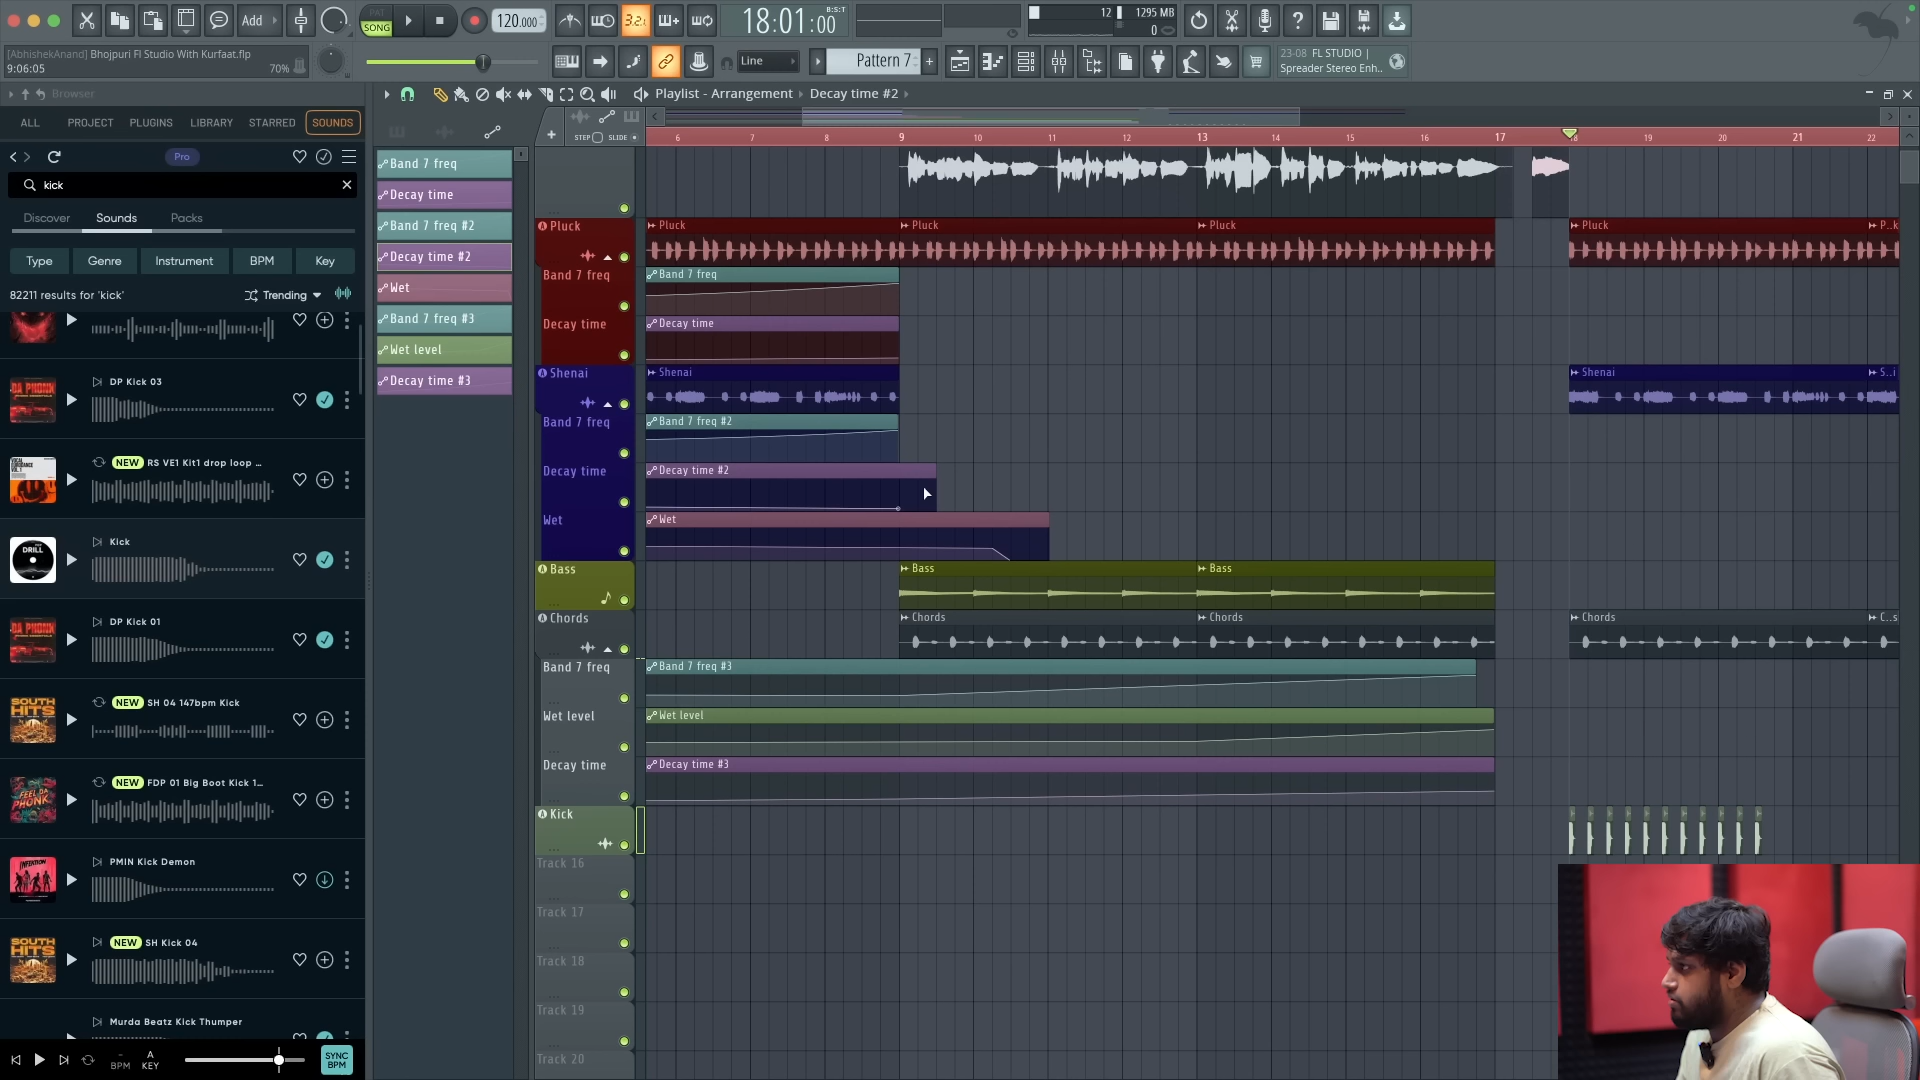 Add
PAT
SONG
120.000
3.2.
18:01:00
B:S:T
12
1295 MB
0
[AbhishekAnand] Bhojpuri Fl Studio With Kurfaat.flp
9:06:05
70%
Line
Pattern 7
23-08 FL STUDIO |
Spreader Stereo Enh..
Browser
Playlist - Arrangement › Decay time #2 ›
ALL
PROJECT
PLUGINS
LIBRARY
STARRED
SOUNDS
STEP
SLIDE
6
7
8
9
10
11
12
13
14
15
16
17
18
19
20
21
22
Pro
kick
Discover
Sounds
Packs
Type
Genre
Instrument
BPM
Key
82211 results for 'kick'
Trending
DP Kick 03
NEW RS VE1 Kit1 drop loop ...
Kick
DP Kick 01
NEW SH 04 147bpm Kick
NEW FDP 01 Big Boot Kick 1...
PMIN Kick Demon
NEW SH Kick 04
Murda Beatz Kick Thumper
BPM
A
KEY
SYNC
BPM
Band 7 freq
Decay time
Band 7 freq #2
Decay time #2
Wet
Band 7 freq #3
Wet level
Decay time #3
Pluck
Pluck
Pluck
Pluck
Pluck
P..k
Band 7 freq
Band 7 freq
Decay time
Decay time
Shenai
Shenai
Shenai
S..i
Band 7 freq
Band 7 freq #2
Decay time
Decay time #2
Wet
Wet
Bass
Bass
Bass
Chords
Chords
Chords
Chords
C..s
Band 7 freq
Band 7 freq #3
Wet level
Wet level
Decay time
Decay time #3
Kick
Track 16
Track 17
Track 18
Track 19
Track 20